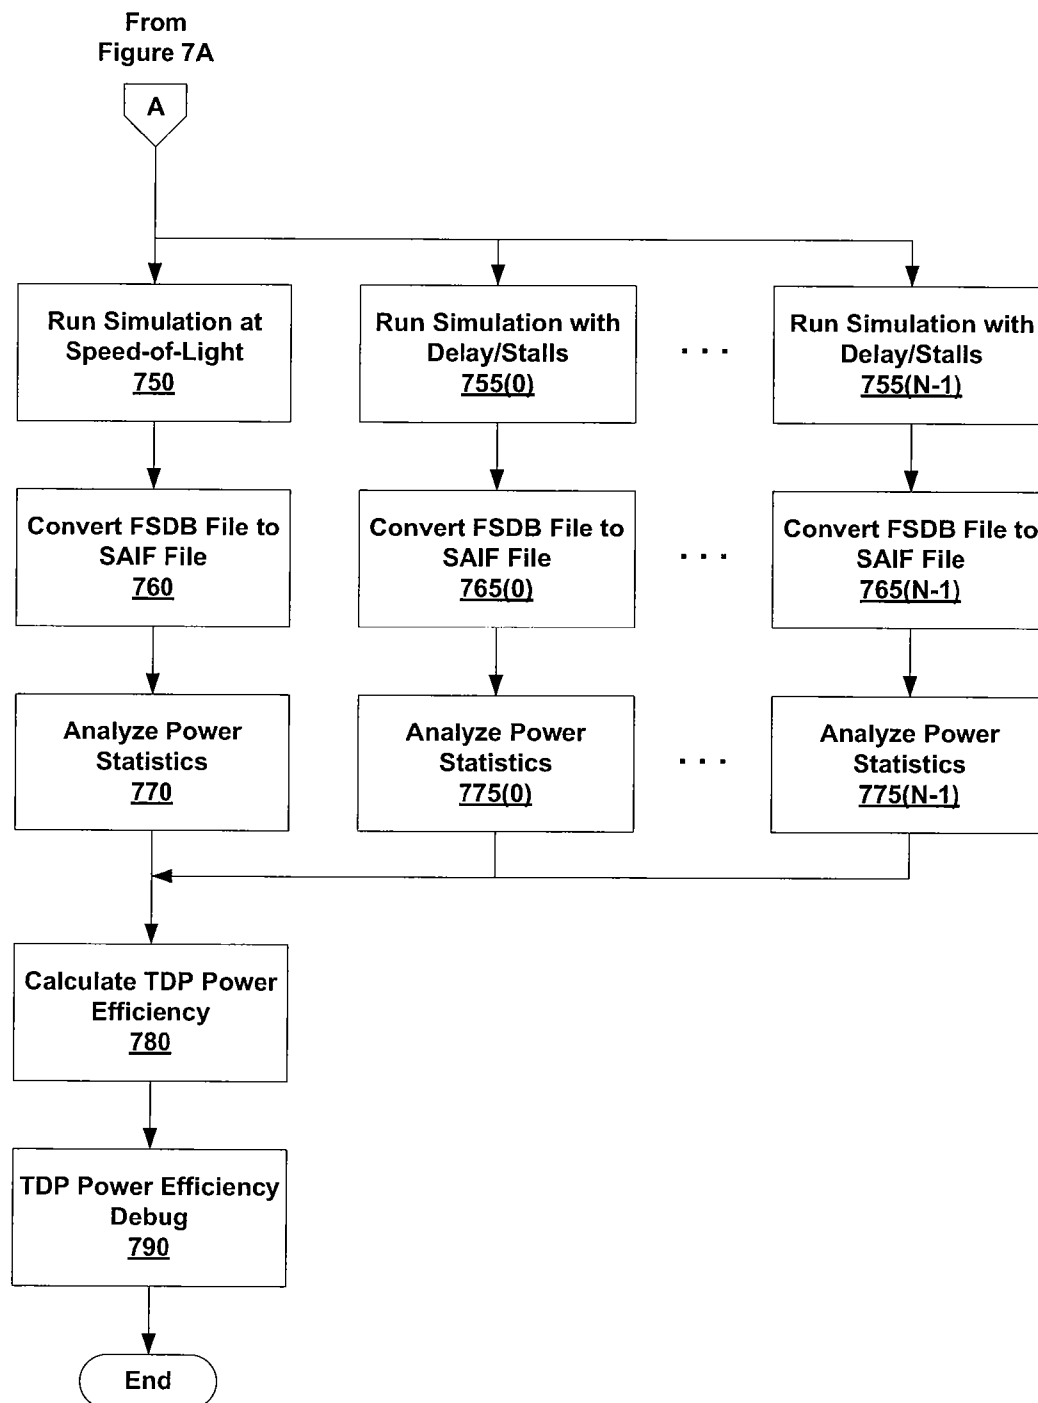 From
Figure 7A
A
Run Simulation at
Speed-of-Light
750
Run Simulation with
Delay/Stalls
755(0)
. . .
Run Simulation with
Delay/Stalls
755(N-1)
Convert FSDB File to
SAIF File
760
Convert FSDB File to
SAIF File
765(0)
. . .
Convert FSDB File to
SAIF File
765(N-1)
Analyze Power
Statistics
770
Analyze Power
Statistics
775(0)
. . .
Analyze Power
Statistics
775(N-1)
Calculate TDP Power
Efficiency
780
TDP Power Efficiency
Debug
790
End